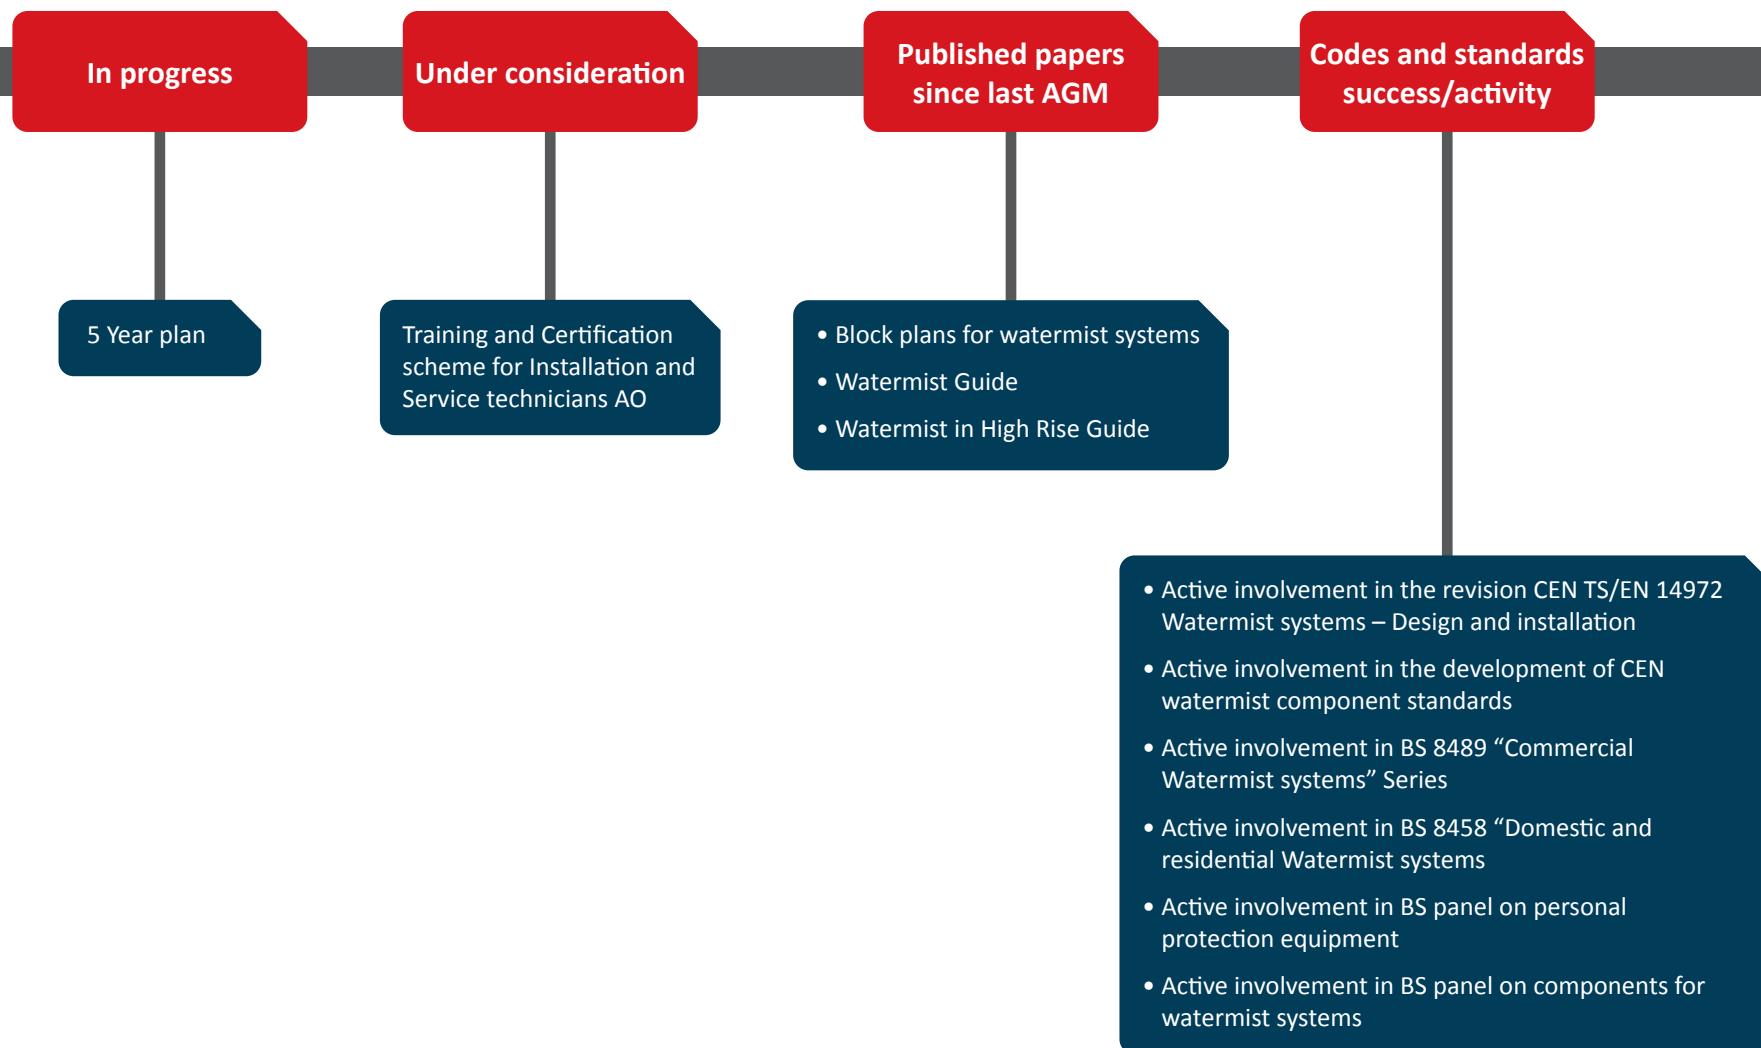 In progress
Under consideration
Published papers
since last AGM
Codes and standards
success/activity
5 Year plan
Training and Certification
scheme for Installation and
Service technicians AO
• Block plans for watermist systems
• Watermist Guide
• Watermist in High Rise Guide
• Active involvement in the revision CEN TS/EN 14972
Watermist systems – Design and installation
• Active involvement in the development of CEN
watermist component standards
• Active involvement in BS 8489 “Commercial
Watermist systems” Series
• Active involvement in BS 8458 “Domestic and
residential Watermist systems
• Active involvement in BS panel on personal
protection equipment
• Active involvement in BS panel on components for
watermist systems